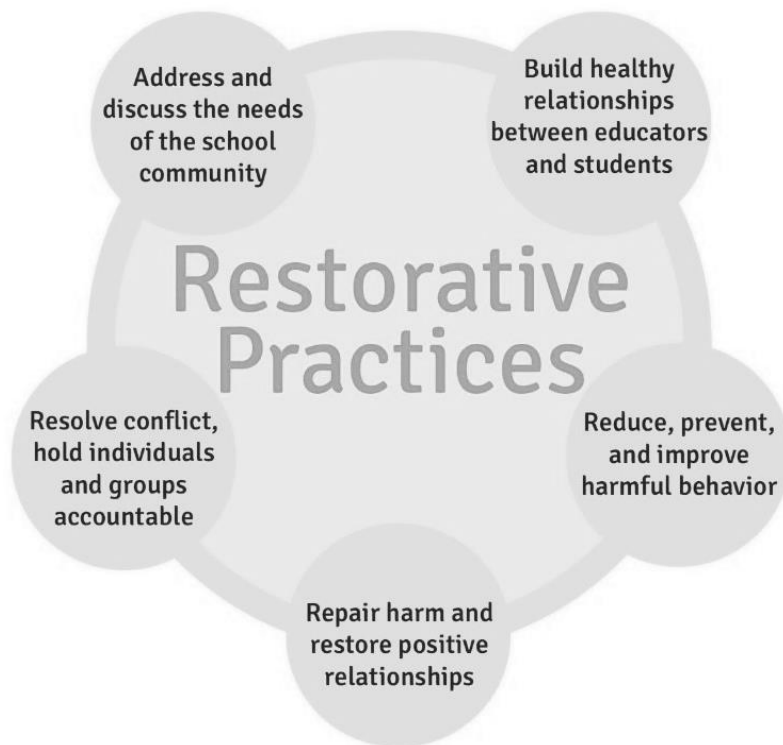 Address and
discuss the needs
of the school
community
Build healthy
relationships
between educators
and students
Restorative
Practices
Resolve conflict,
hold individuals
and groups
accountable
Reduce, prevent,
and improve
harmful behavior
Repair harm and
restore positive
relationships